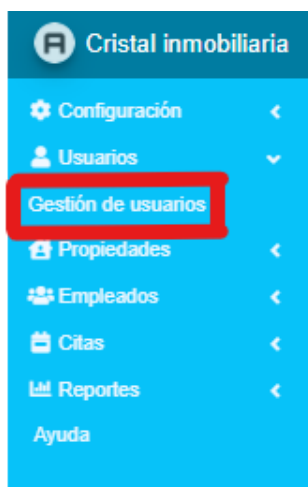 Cristal inmobiliaria
Configuración
Usuarios
Gestión de usuarios
Propiedades
Empleados
Citas
Reportes
Ayuda